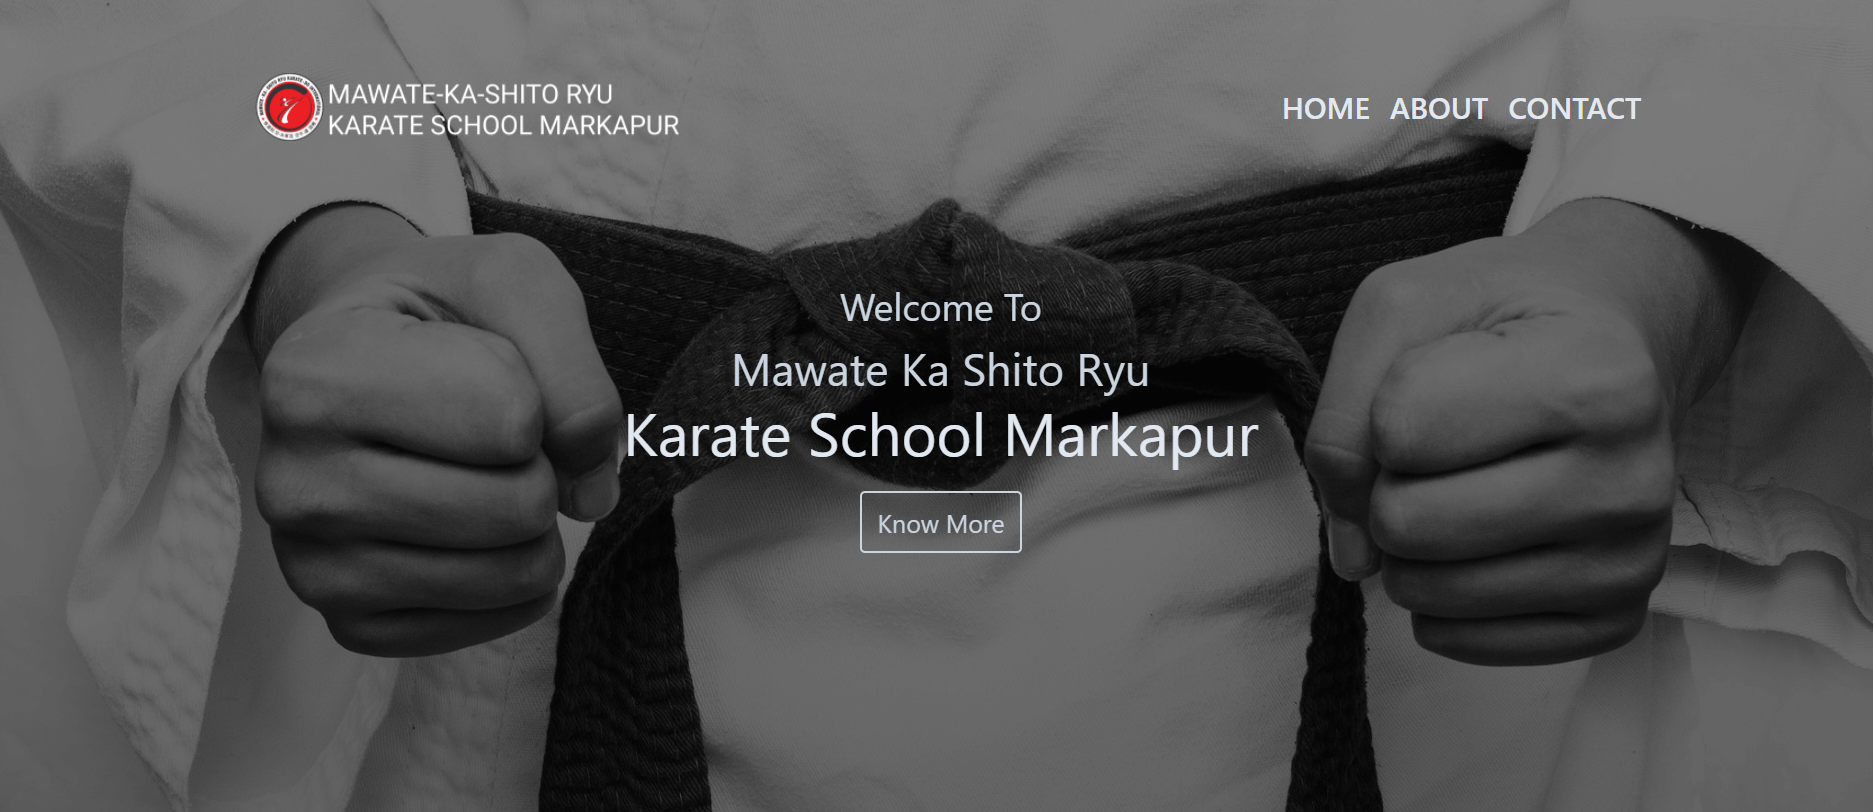 MAWATE-KA-SHITO RYU
KARATE SCHOOL MARKAPUR
HOME ABOUT CONTACT
Welcome To
Mawate Ka Shito Ryu
Karate School Markapur
Know More